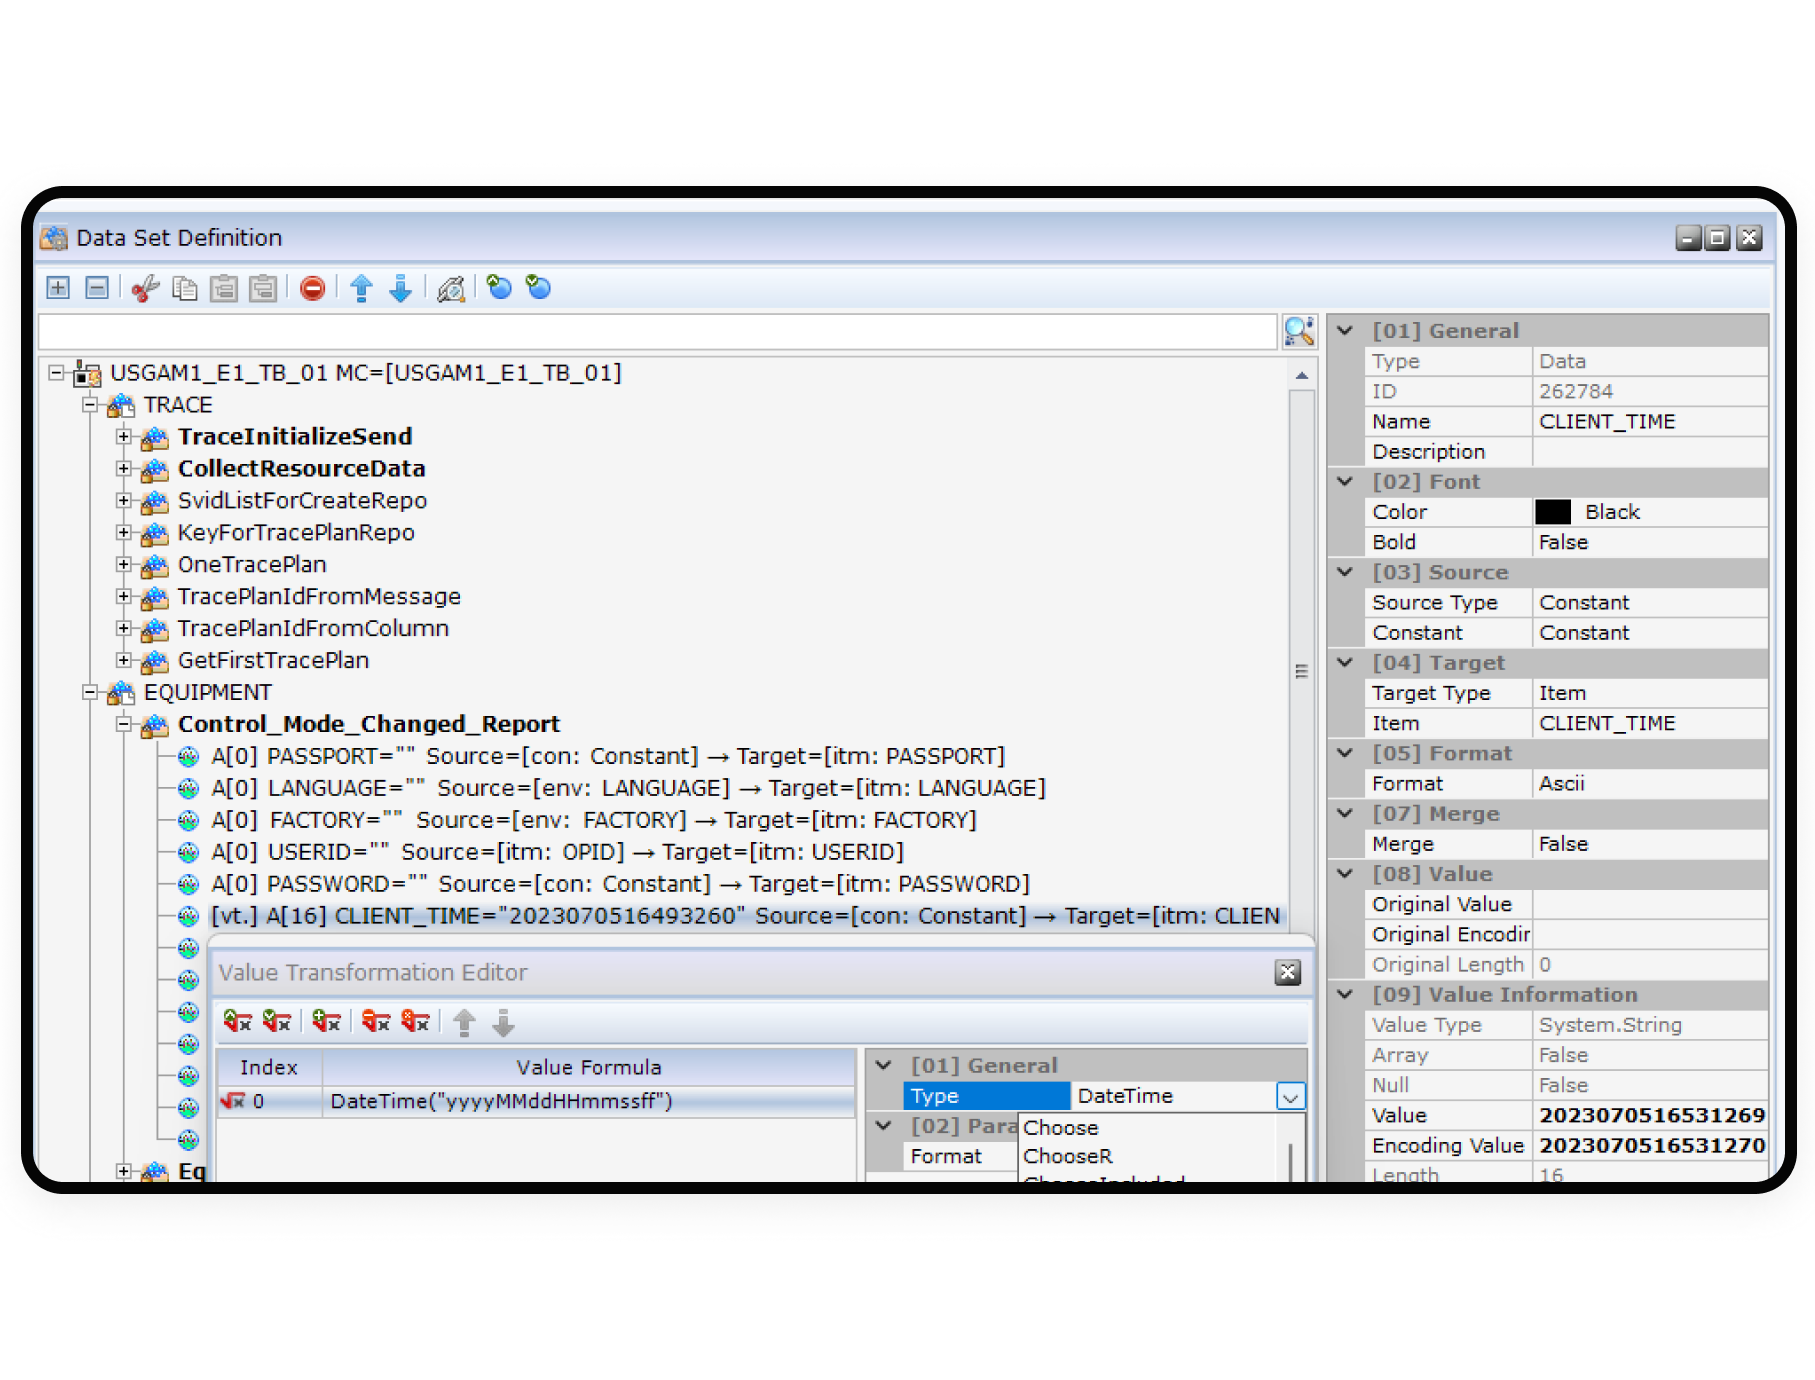 Data Set Definition
USGAM1_E1_TB_01 MC=[USGAM1_E1_TB_01]
TRACE
TraceInitializeSend
CollectResourceData
SvidListForCreateRepo
KeyForTracePlanRepo
OneTracePlan
TracePlanIdFromMessage
TracePlanIdFromColumn
GetFirstTracePlan
EQUIPMENT
Control_Mode_Changed_Report
A[0] PASSPORT="" Source=[con: Constant] → Target=[itm: PASSPORT]
A[0] LANGUAGE="" Source=[env: LANGUAGE] → Target=[itm: LANGUAGE]
A[0] FACTORY="" Source=[env: FACTORY] → Target=[itm: FACTORY]
A[0] USERID="" Source=[itm: OPID] → Target=[itm: USERID]
A[0] PASSWORD="" Source=[con: Constant] → Target=[itm: PASSWORD]
[vt.] A[16] CLIENT_TIME="2023070516493260" Source=[con: Constant] → Target=[itm: CLIEN
Eq
Value Transformation Editor
Index Value Formula
0 DateTime("yyyyMMddHHmmssff")
[01] General
Type DateTime
[02] Para
Format
Choose
ChooseR
ChooseIncluded
[01] General
Type Data
ID 262784
Name CLIENT_TIME
Description
[02] Font
Color Black
Bold False
[03] Source
Source Type Constant
Constant Constant
[04] Target
Target Type Item
Item CLIENT_TIME
[05] Format
Format Ascii
[07] Merge
Merge False
[08] Value
Original Value
Original Encodir
Original Length 0
[09] Value Information
Value Type System.String
Array False
Null False
Value 2023070516531269
Encoding Value 2023070516531270
Length 16